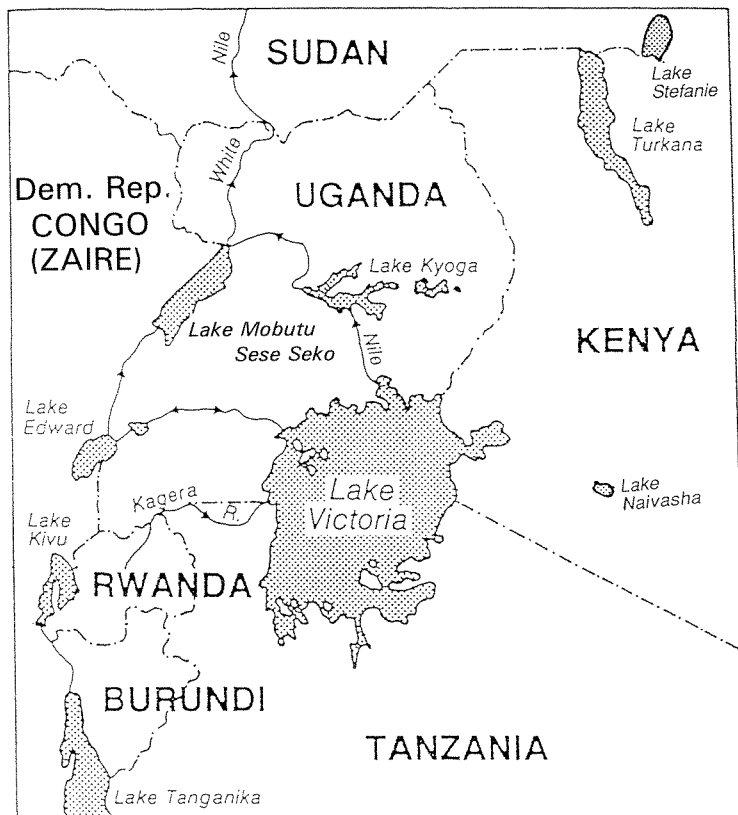 Nile
SUDAN
Lake
Stefanie
Lake
Turkana
White
Dem. Rep.
CONGO
(ZAIRE)
UGANDA
Lake Kyoga
Lake Mobutu
Sese Seko
Nile
KENYA
Lake
Edward
Lake
Victoria
Lake
Naivasha
Kagera
R.
Lake
Kivu
RWANDA
BURUNDI
TANZANIA
Lake Tanganika